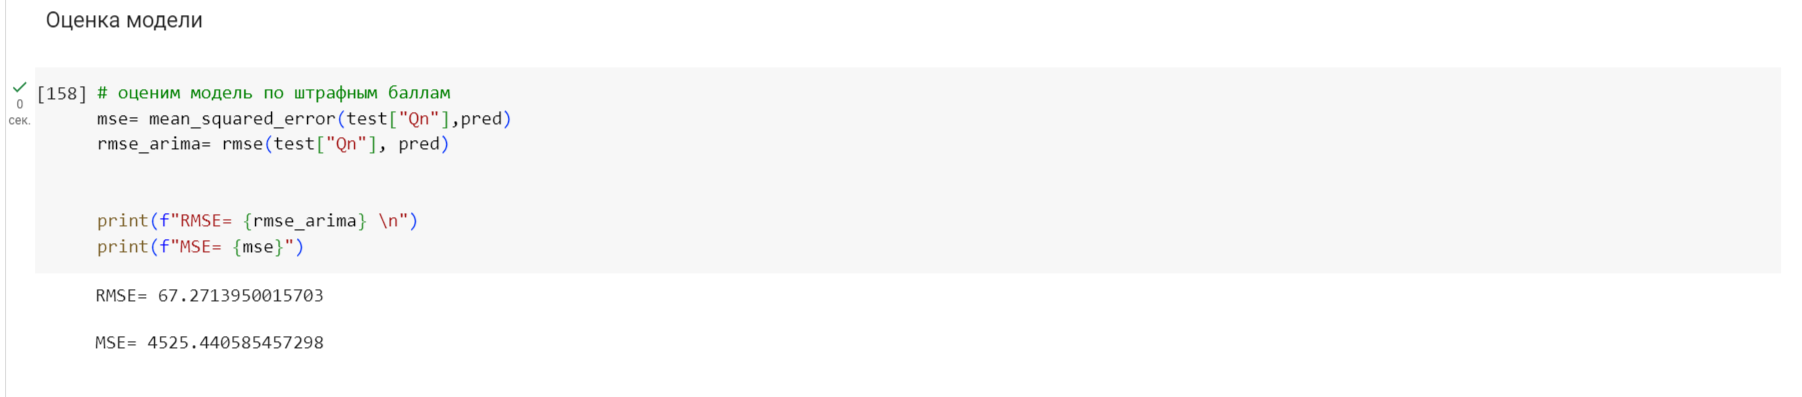 Оценка модели
[158] # оценим модель по штрафным баллам
0
сек.
mse= mean_squared_error(test["Qn"],pred)
rmse_arima= rmse(test["Qn"], pred)
print(f"RMSE= {rmse_arima} \n")
print(f"MSE= {mse}")
RMSE= 67.2713950015703
MSE= 4525.440585457298